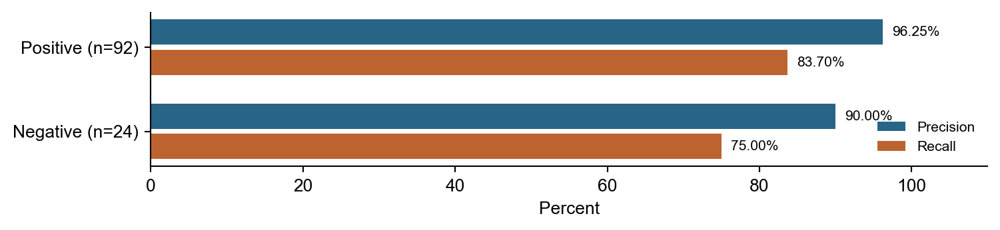 Positive (n=92)
96.25%
83.70%
Negative (n=24)
90.00%
75.00%
Precision
Recall
0 20 40 60 80 100
Percent